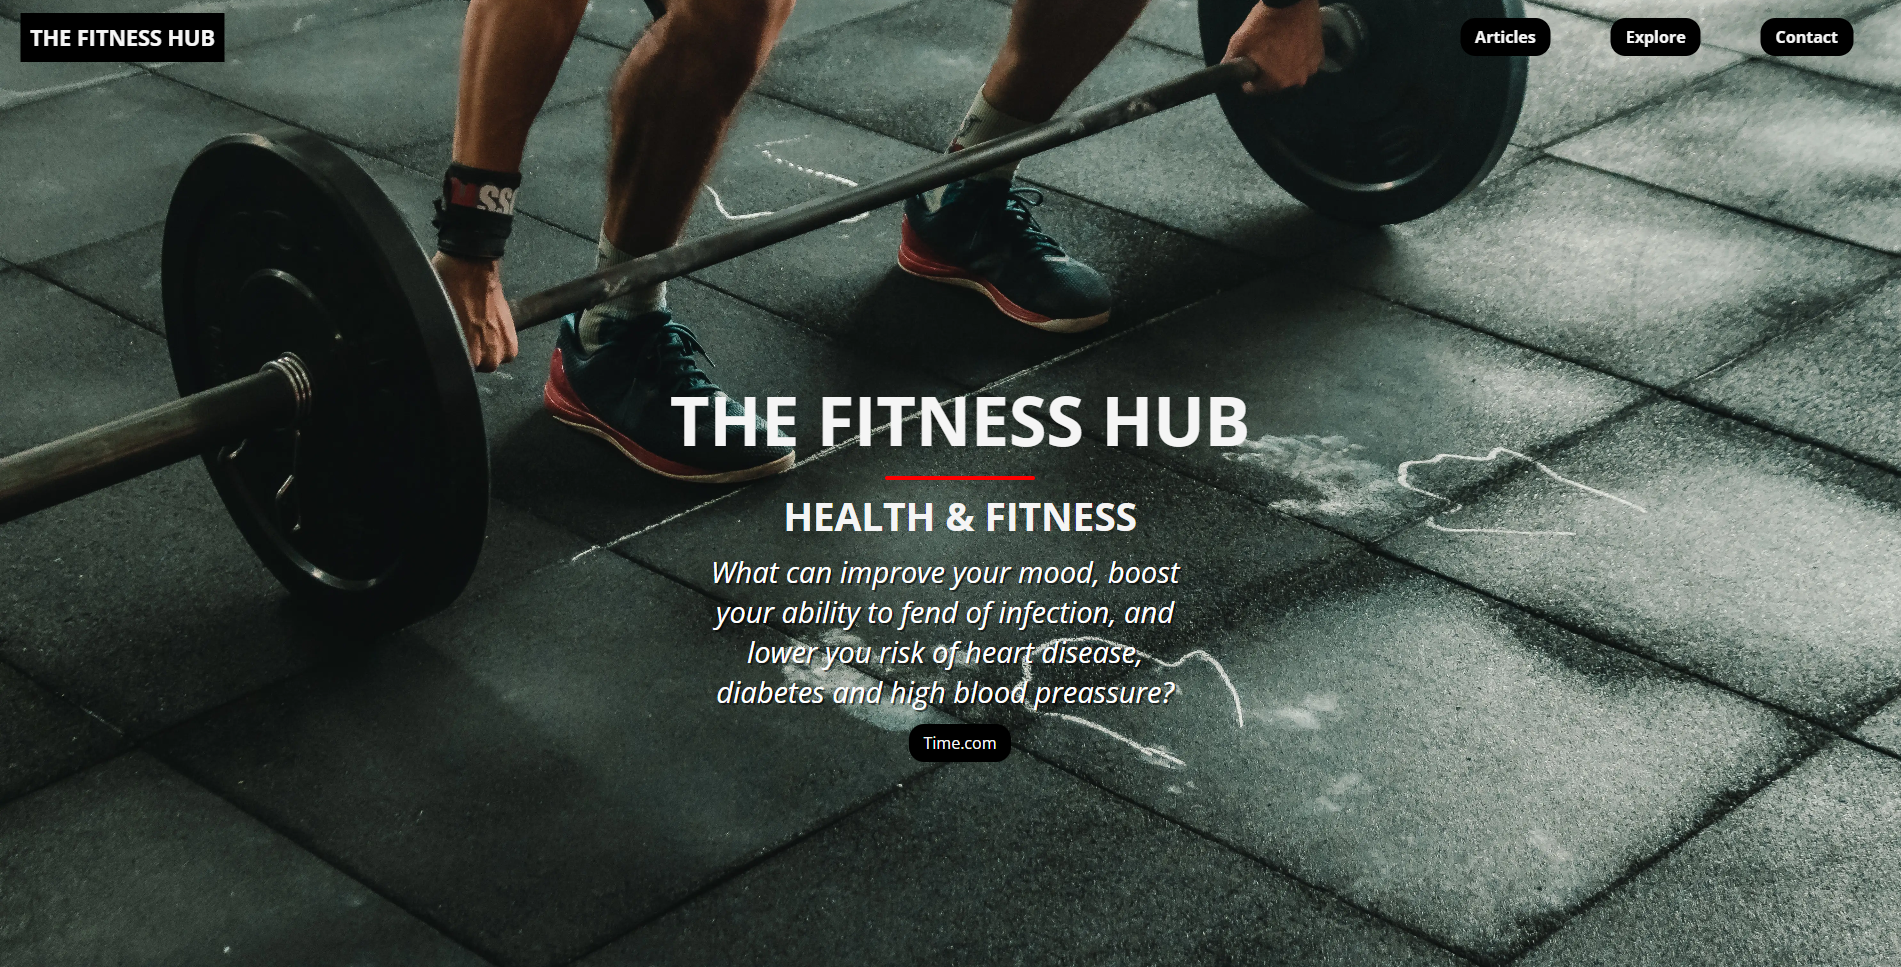 THE FITNESS HUB
Articles Explore Contact
THE FITNESS HUB
HEALTH & FITNESS
What can improve your mood, boost
your ability to fend of infection, and
lower you risk of heart disease,
diabetes and high blood preassure?
Time.com